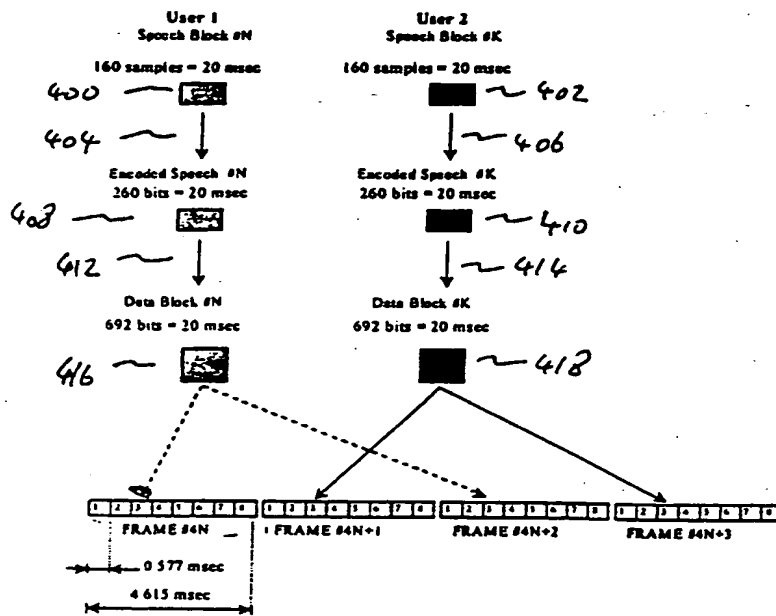 User 1 User 2
Speech Block #N Speech Block #K
160 samples = 20 msec 160 samples = 20 msec
400 402
404 406
Encoded Speech #N Encoded Speech #K
260 bits = 20 msec 260 bits = 20 msec
408 410
412 414
Data Block #N Data Block #K
692 bits = 20 msec 692 bits = 20 msec
416 418
1 2 3 4 5 6 7 8 1 2 3 4 5 6 7 8 1 2 3 4 5 6 7 8 1 2 3 4 5 6 7 8
FRAME #4N FRAME #4N+1 FRAME #4N+2 FRAME #4N+3
0 577 msec
4 615 msec